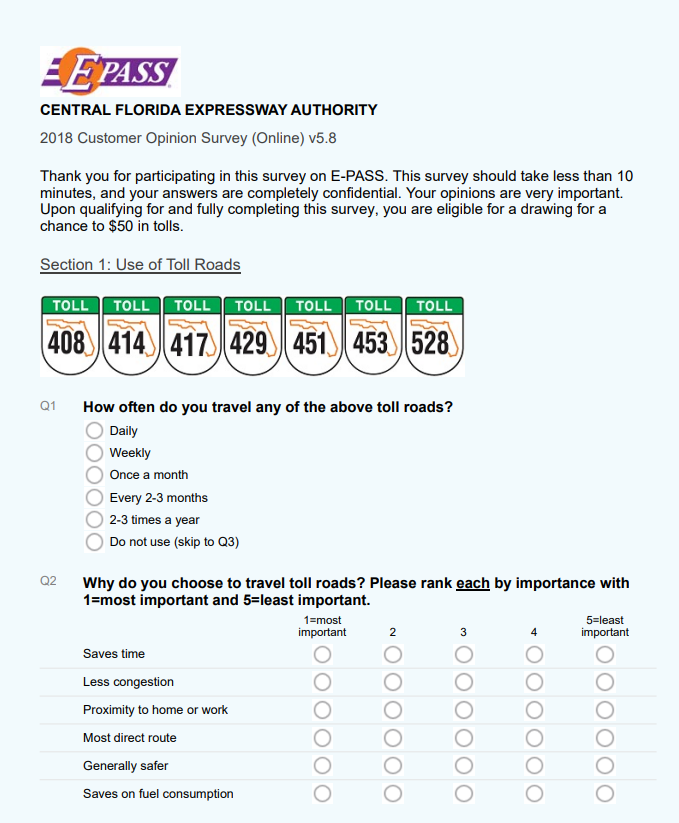 EPASS
CENTRAL FLORIDA EXPRESSWAY AUTHORITY
2018 Customer Opinion Survey (Online) v5.8
Thank you for participating in this survey on E-PASS. This survey should take less than 10
minutes, and your answers are completely confidential. Your opinions are very important.
Upon qualifying for and fully completing this survey, you are eligible for a drawing for a
chance to $50 in tolls.
Section 1: Use of Toll Roads
TOLL TOLL TOLL TOLL TOLL TOLL TOLL
408 414 417 429 451 453 528
Q1 How often do you travel any of the above toll roads?
Daily
Weekly
Once a month
Every 2-3 months
2-3 times a year
Do not use (skip to Q3)
Q2 Why do you choose to travel toll roads? Please rank each by importance with
1=most important and 5=least important.
1=most 5=least
important 2 3 4 important
Saves time
Less congestion
Proximity to home or work
Most direct route
Generally safer
Saves on fuel consumption